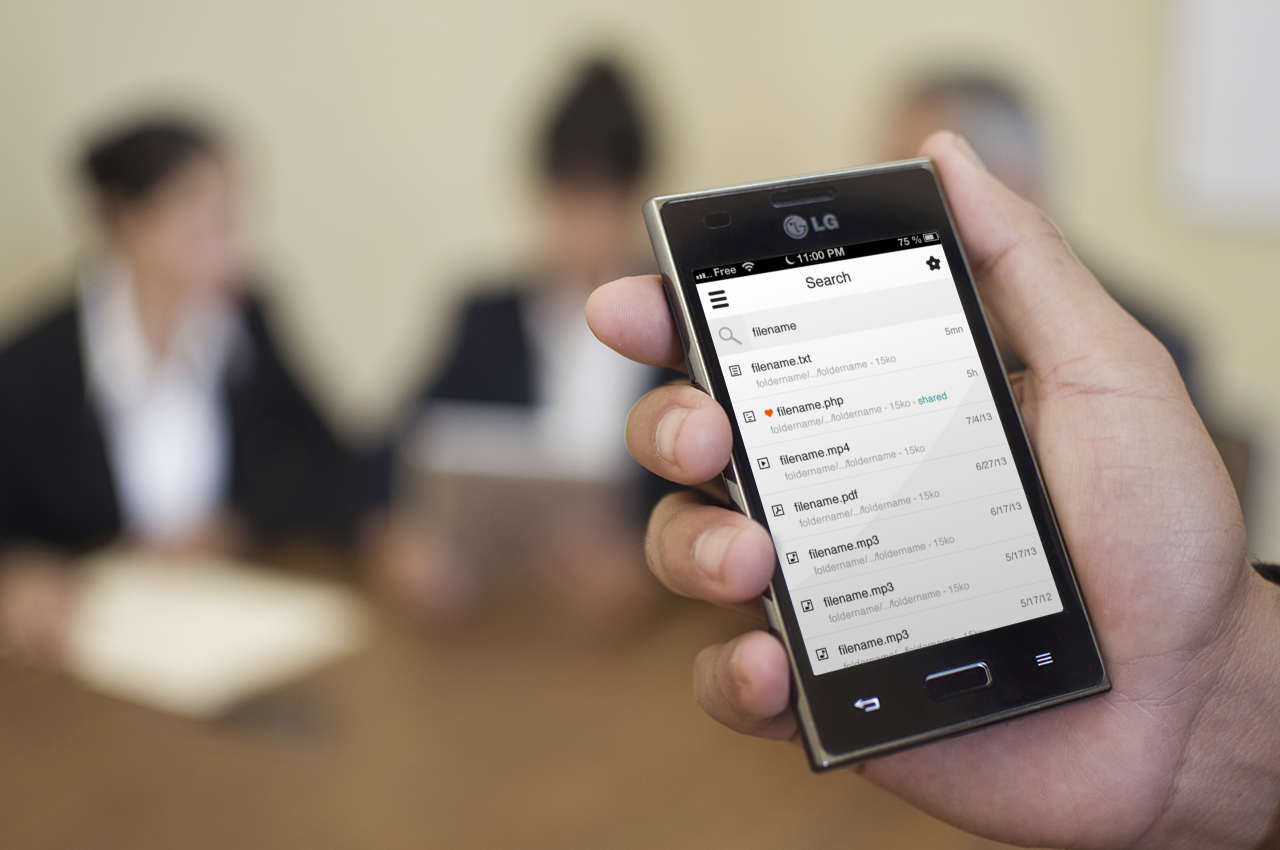 LG
Free 11:00 PM 75 %
Search
filename
filename.txt 5mn
foldername/.../foldername - 15ko
filename.php 5h
foldername/.../foldername - 15ko - shared
filename.mp4 7/4/13
foldername/.../foldername - 15ko
filename.pdf 6/27/13
foldername/.../foldername - 15ko
filename.mp3 6/17/13
foldername/.../foldername - 15ko
filename.mp3 5/17/13
foldername/.../foldername - 15ko
filename.mp3 5/17/12
foldername/.../foldername - 15ko